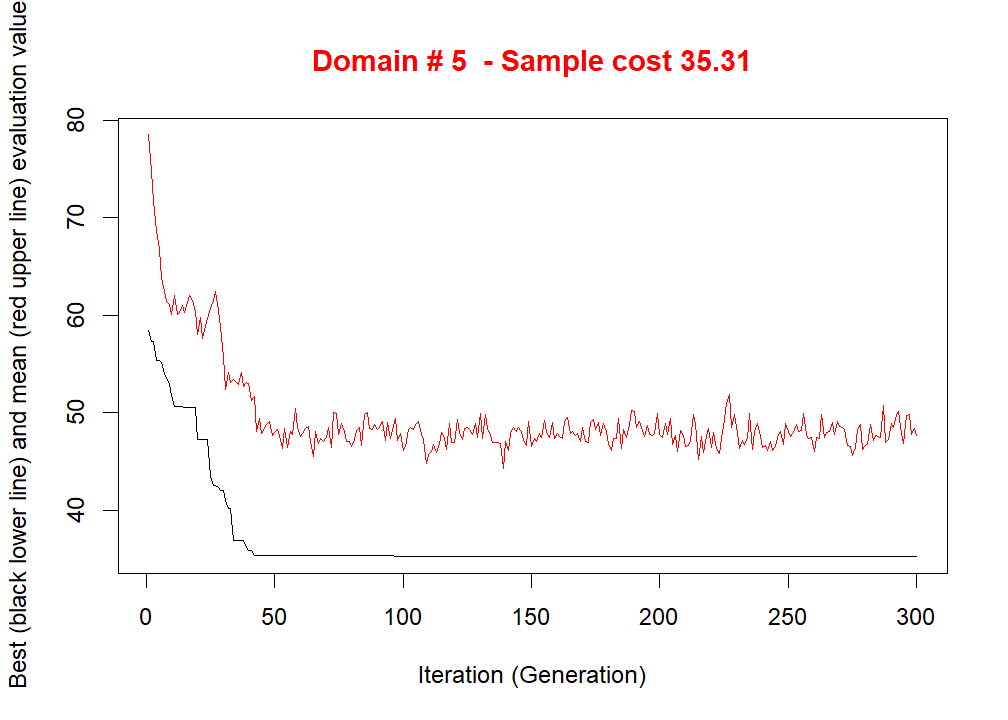 Domain # 5  - Sample cost 35.31
Best (black lower line) and mean (red upper line) evaluation value
80
70
60
50
40
0 50 100 150 200 250 300
Iteration (Generation)